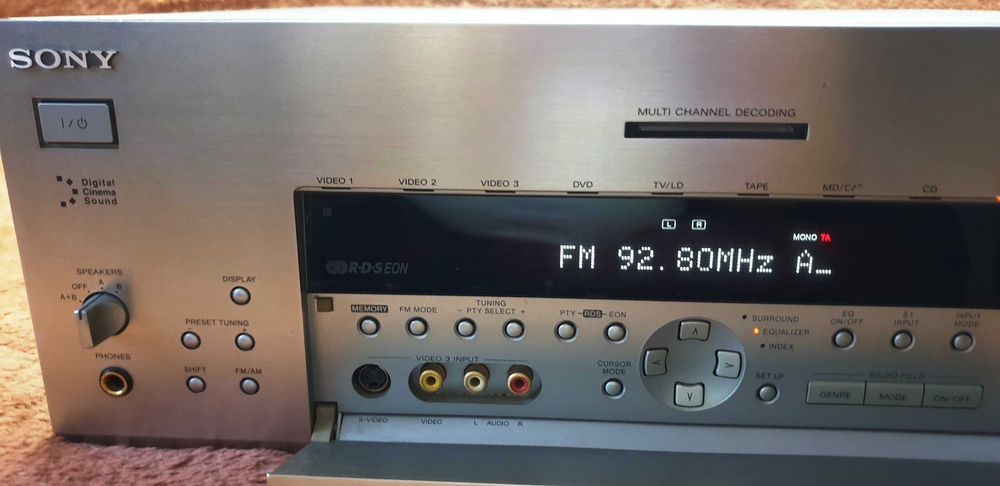 SONY
I/⏻
MULTI CHANNEL DECODING
Digital
Cinema
Sound
VIDEO 1 VIDEO 2 VIDEO 3 DVD TV/LD TAPE MD/DAT CD
L R
MONO TA
FM 92.80MHz A
R·D·S EON
SPEAKERS
OFF A B
A+B
DISPLAY
PRESET TUNING
PHONES
SHIFT FM/AM
MEMORY FM MODE
TUNING
– PTY SELECT +
PTY RDS EON
SURROUND
EQUALIZER
INDEX
EQ
ON/OFF
5.1
INPUT
INPUT
MODE
VIDEO 3 INPUT
CURSOR
MODE
SET UP
SOUND FIELD
GENRE MODE ON/OFF
S-VIDEO VIDEO L AUDIO R